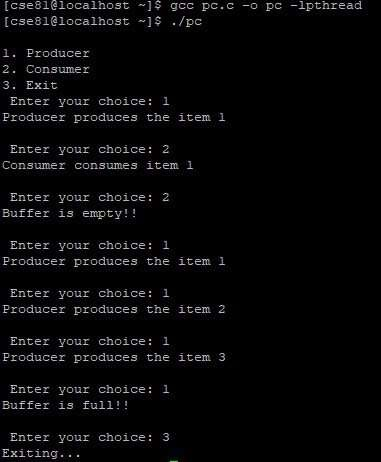 [cse81@localhost ~]$ gcc pc.c -o pc -lpthread
[cse81@localhost ~]$ ./pc
1. Producer
2. Consumer
3. Exit
Enter your choice: 1
Producer produces the item 1
Enter your choice: 2
Consumer consumes item 1
Enter your choice: 2
Buffer is empty!!
Enter your choice: 1
Producer produces the item 1
Enter your choice: 1
Producer produces the item 2
Enter your choice: 1
Producer produces the item 3
Enter your choice: 1
Buffer is full!!
Enter your choice: 3
Exiting...